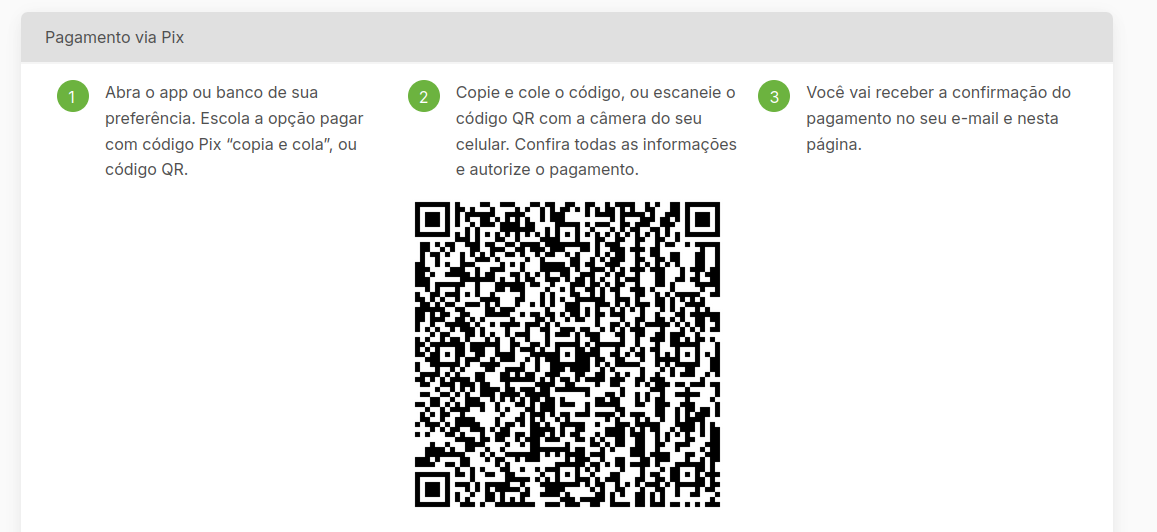 Pagamento via Pix
1
Abra o app ou banco de sua
preferência. Escola a opção pagar
com código Pix “copia e cola”, ou
código QR.
2
Copie e cole o código, ou escaneie o
código QR com a câmera do seu
celular. Confira todas as informações
e autorize o pagamento.
3
Você vai receber a confirmação do
pagamento no seu e-mail e nesta
página.